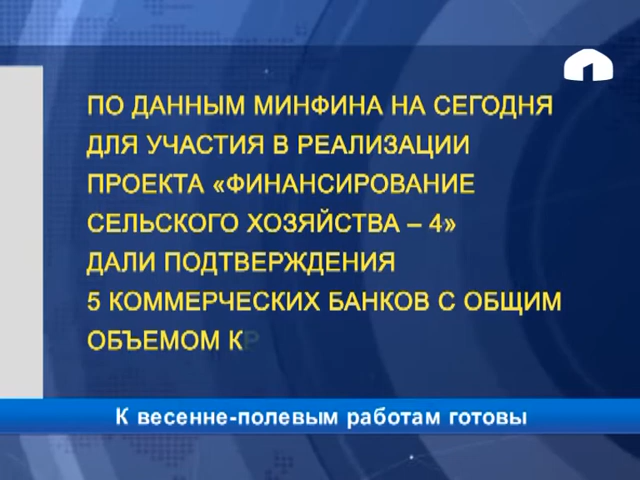 ПО ДАННЫМ МИНФИНА НА СЕГОДНЯ
ДЛЯ УЧАСТИЯ В РЕАЛИЗАЦИИ
ПРОЕКТА «ФИНАНСИРОВАНИЕ
СЕЛЬСКОГО ХОЗЯЙСТВА – 4»
ДАЛИ ПОДТВЕРЖДЕНИЯ
5 КОММЕРЧЕСКИХ БАНКОВ С ОБЩИМ
ОБЪЕМОМ КР
К весенне-полевым работам готовы